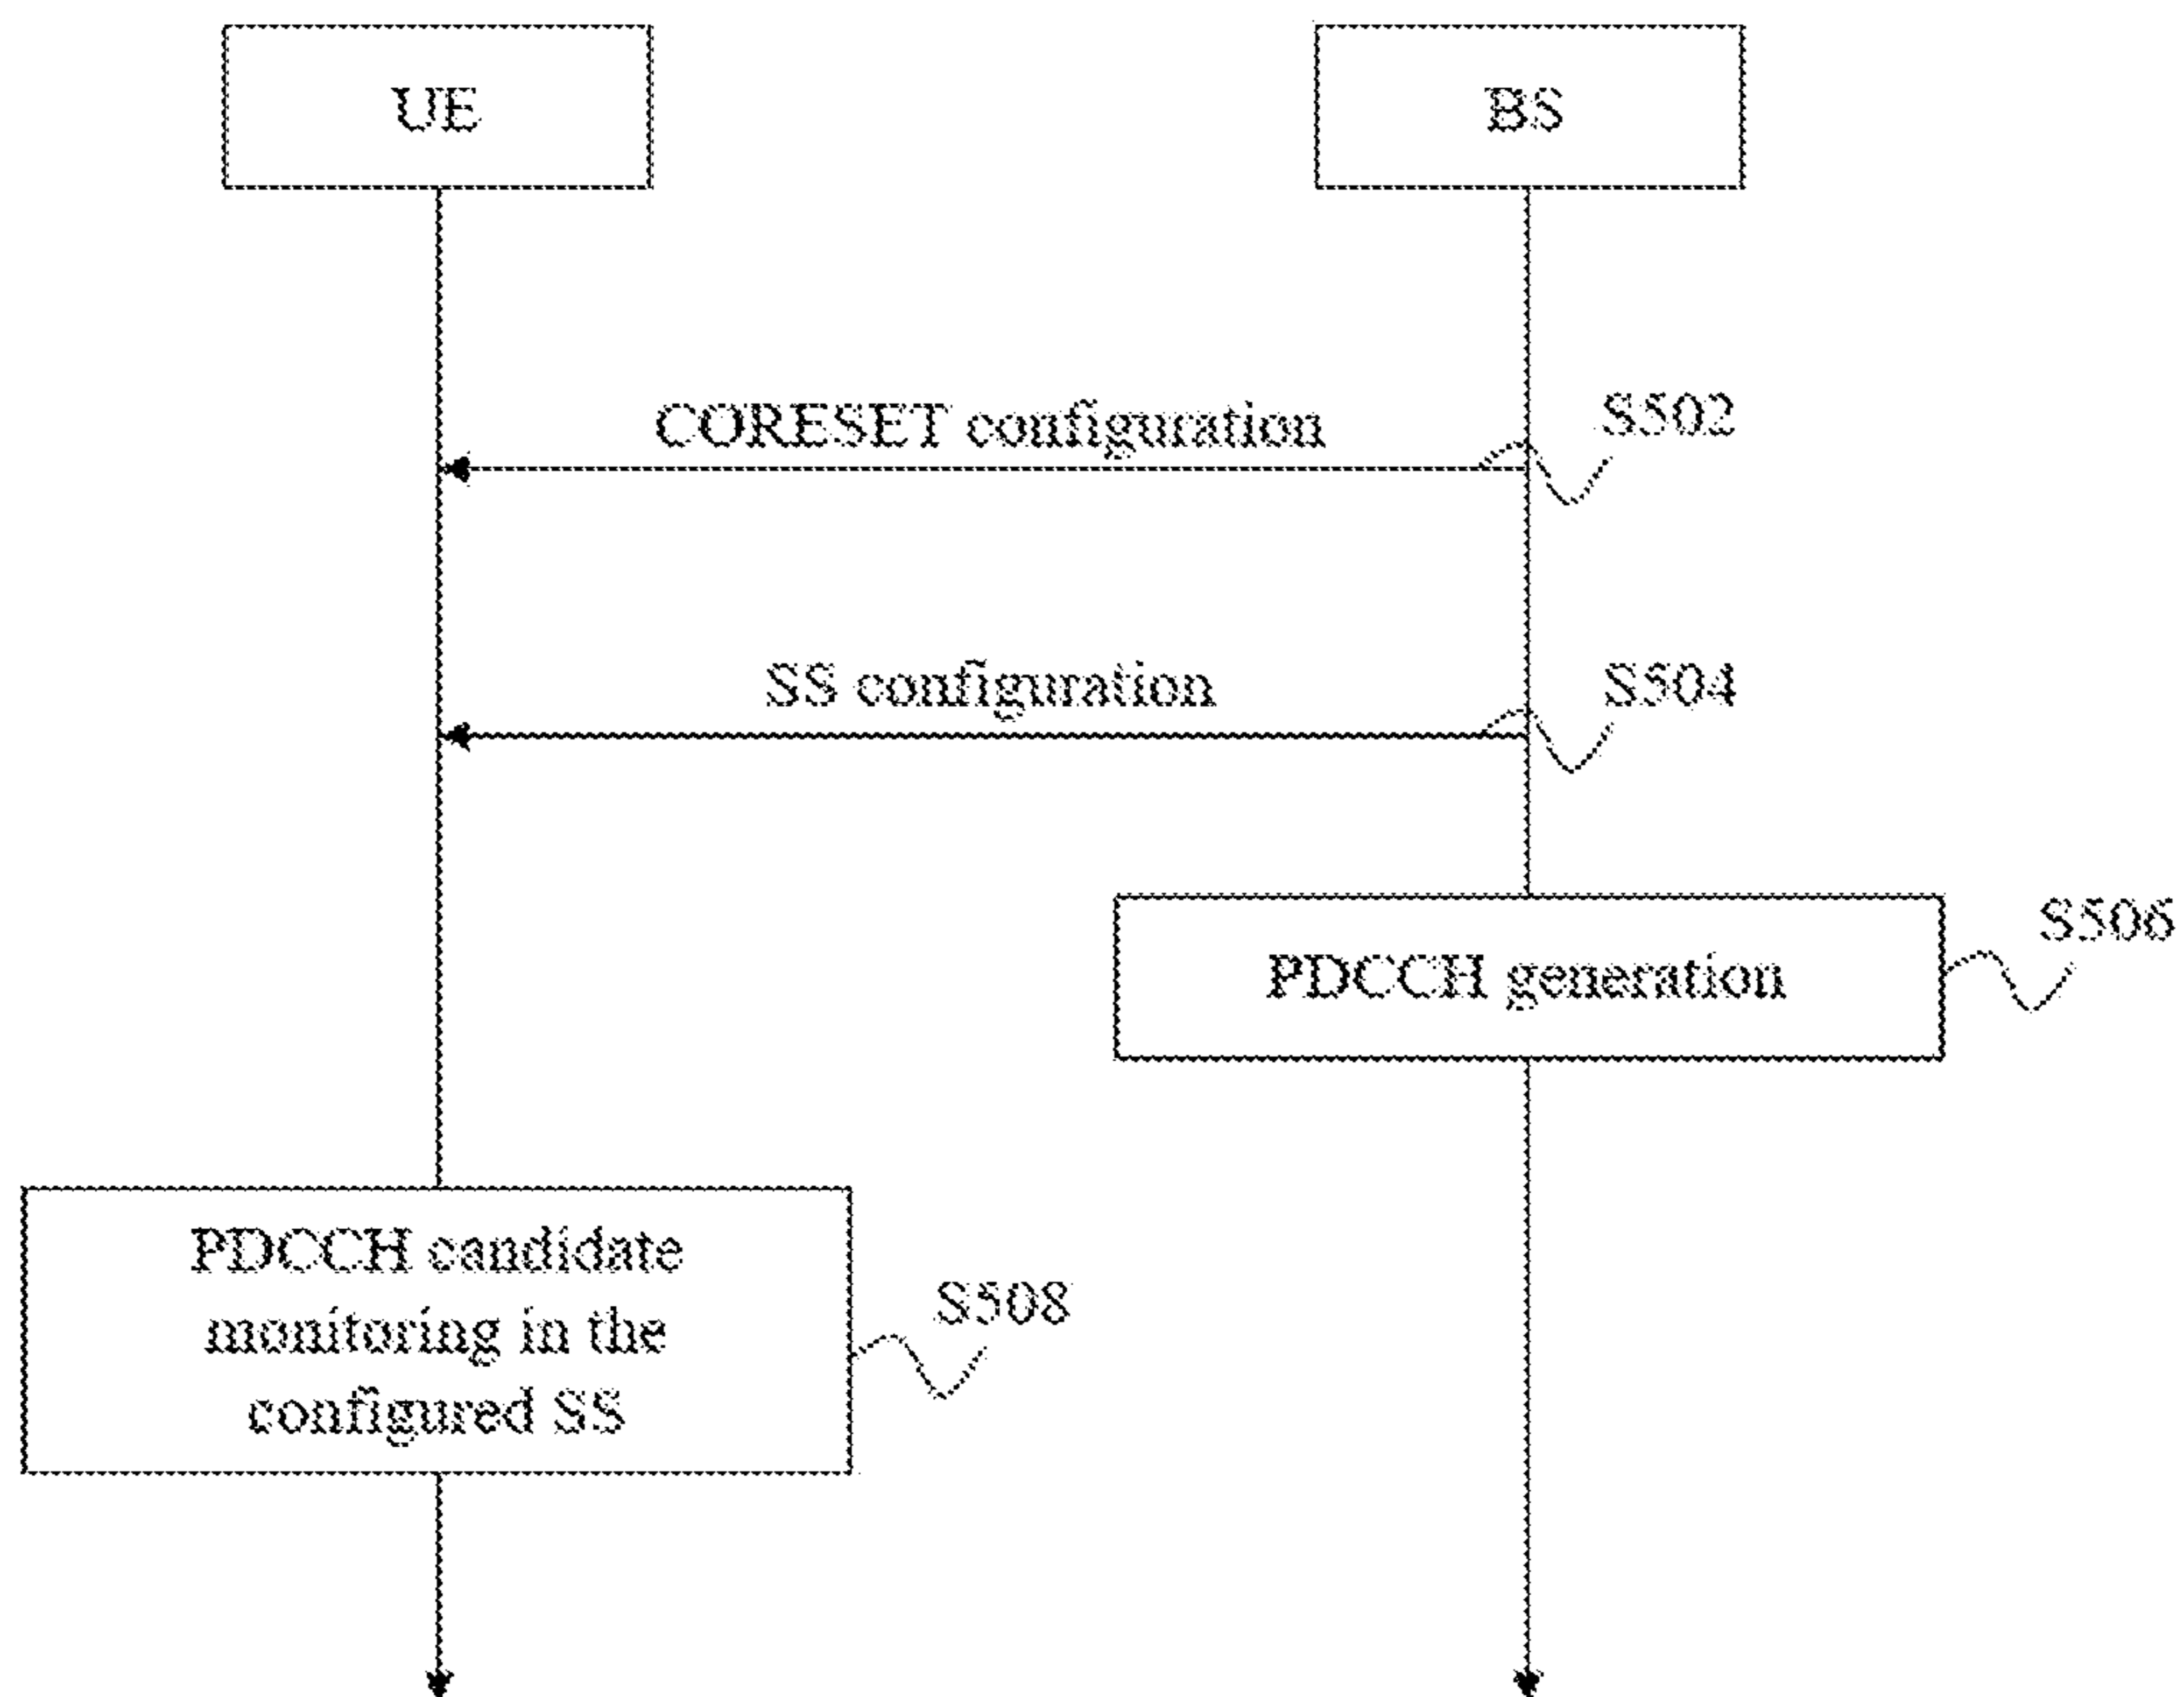 UE
BS
CORESET configuration
S502
SS configuration
S504
PDCCH generation
S506
PDCCH candidate
monitoring in the
configured SS
S508